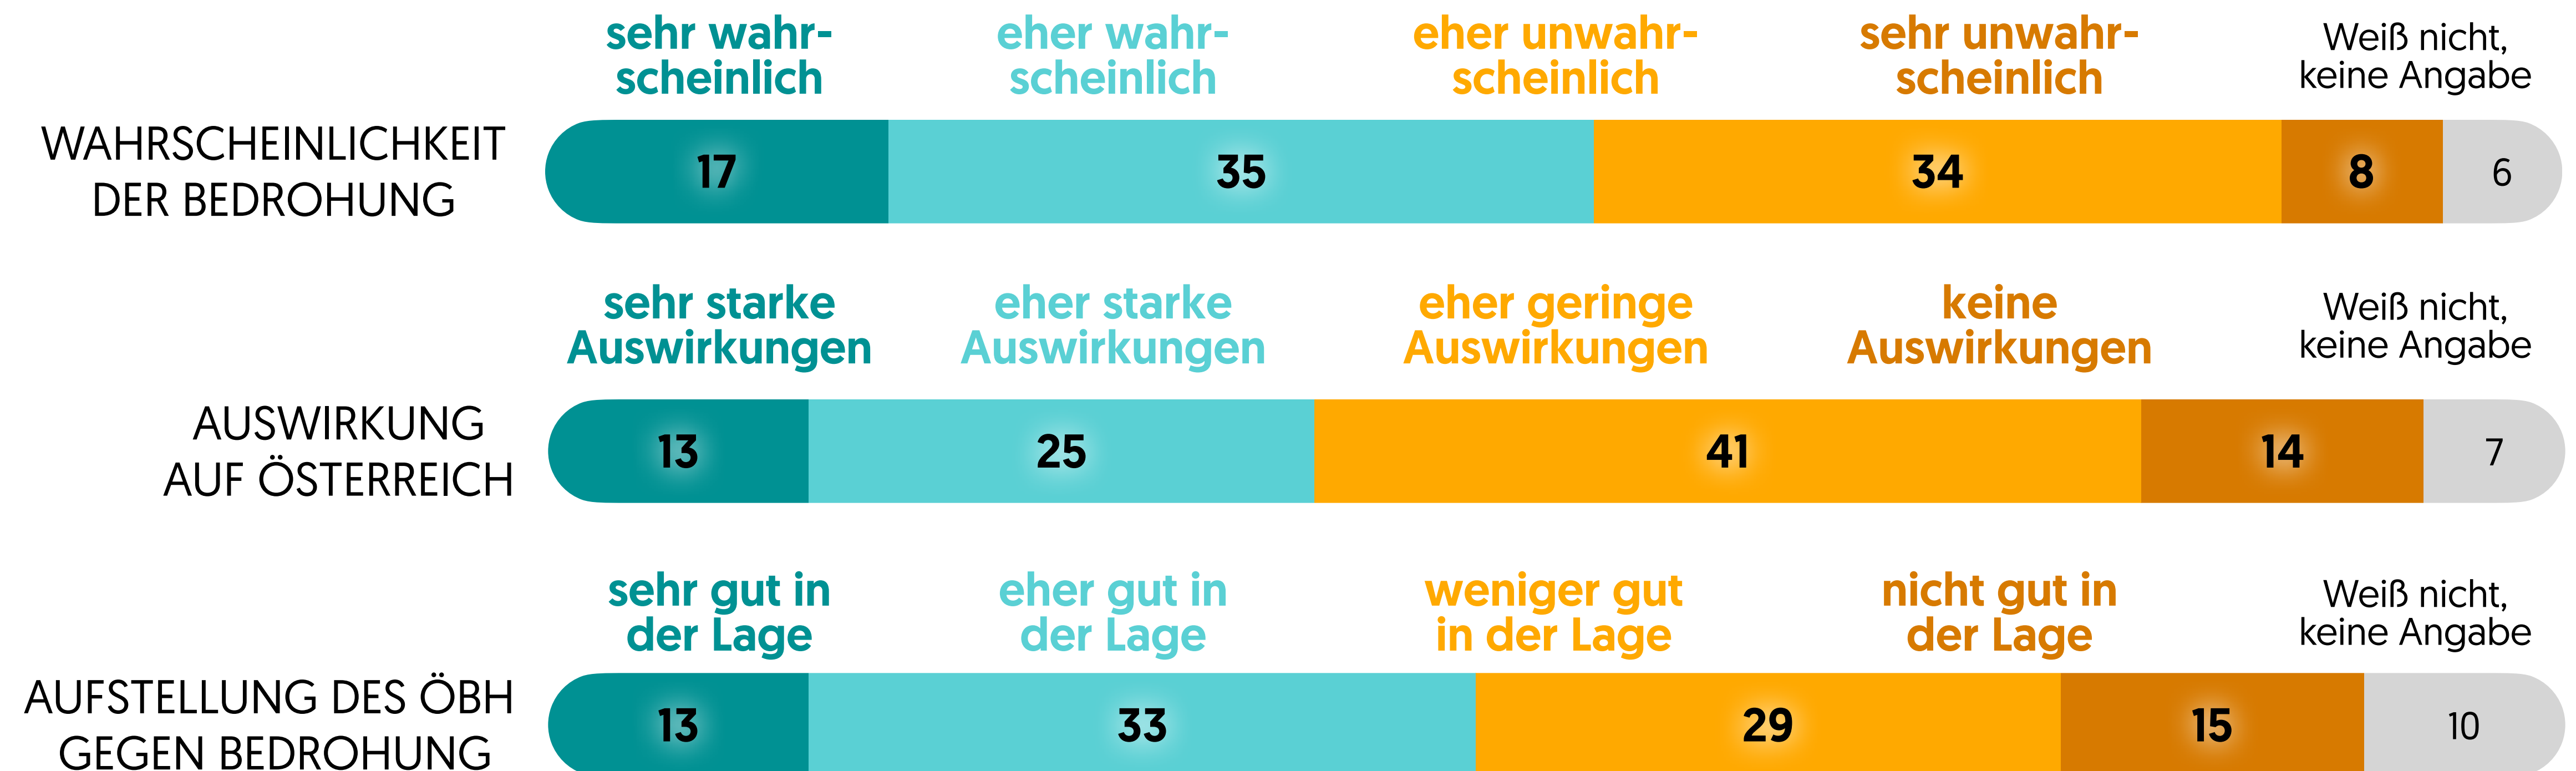 sehr wahr-
scheinlich
eher wahr-
scheinlich
eher unwahr-
scheinlich
sehr unwahr-
scheinlich
Weiß nicht,
keine Angabe
WAHRSCHEINLICHKEIT
DER BEDROHUNG
17
35
34
8
6
sehr starke
Auswirkungen
eher starke
Auswirkungen
eher geringe
Auswirkungen
keine
Auswirkungen
Weiß nicht,
keine Angabe
AUSWIRKUNG
AUF ÖSTERREICH
13
25
41
14
7
sehr gut in
der Lage
eher gut in
der Lage
weniger gut
in der Lage
nicht gut in
der Lage
Weiß nicht,
keine Angabe
AUFSTELLUNG DES ÖBH
GEGEN BEDROHUNG
13
33
29
15
10